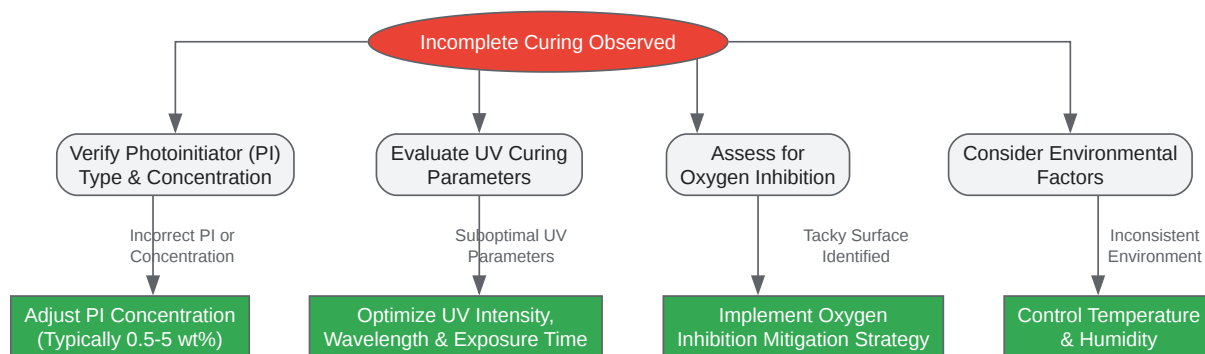 Incomplete Curing Observed
Verify Photoinitiator (PI)
Type & Concentration
Evaluate UV Curing
Parameters
Assess for
Oxygen Inhibition
Consider Environmental
Factors
Incorrect PI or
Concentration
Suboptimal UV
Parameters
Tacky Surface
Identified
Inconsistent
Environment
Adjust PI Concentration
(Typically 0.5-5 wt%)
Optimize UV Intensity,
Wavelength & Exposure Time
Implement Oxygen
Inhibition Mitigation Strategy
Control Temperature
& Humidity